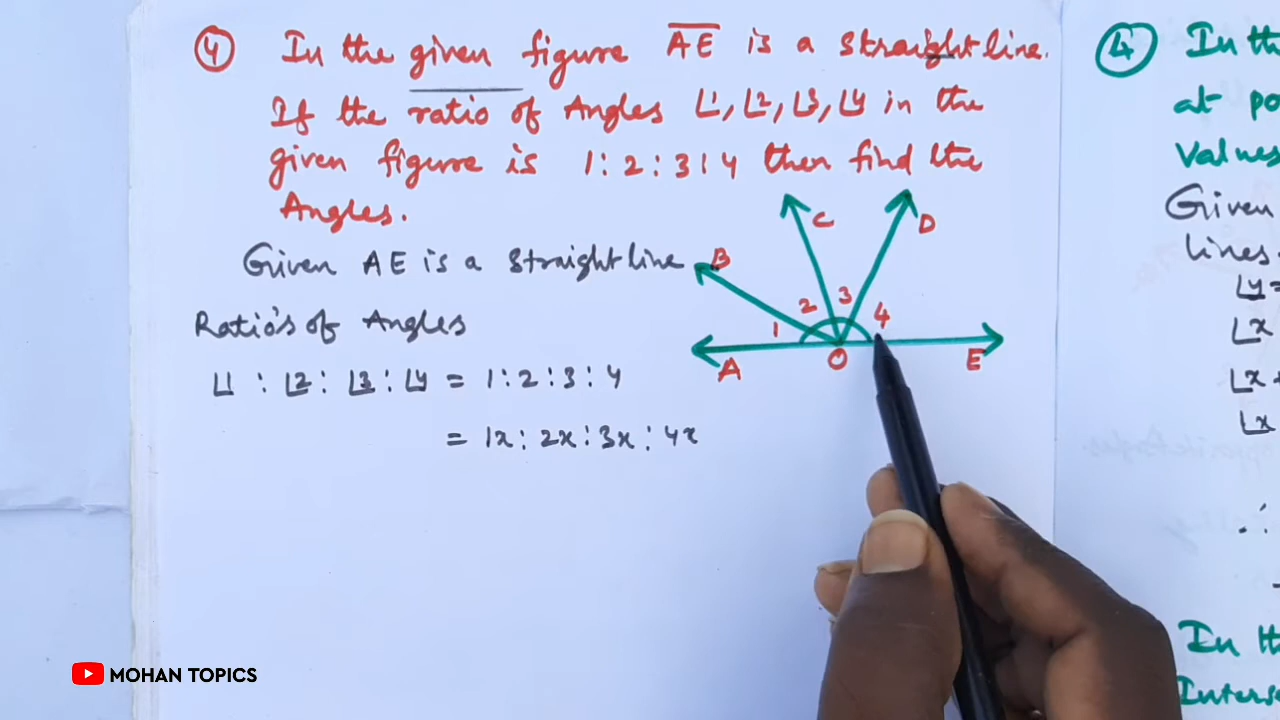 4 In the given figure AE is a straight line.
If the ratio of Angles ∠1, ∠2, ∠3, ∠4 in the
given figure is 1:2:3:4 then find the
Angles.
Given AE is a straight line
Ratio's of Angles
∠1 : ∠2 : ∠3 : ∠4 = 1:2:3:4
= 1x : 2x : 3x : 4x
B C D
1 2 3 4
A O E
4 In th
at po
Values
Given
lines.
∠y=
∠x
∠x
∠x
∴
In th
Interse
MOHAN TOPICS